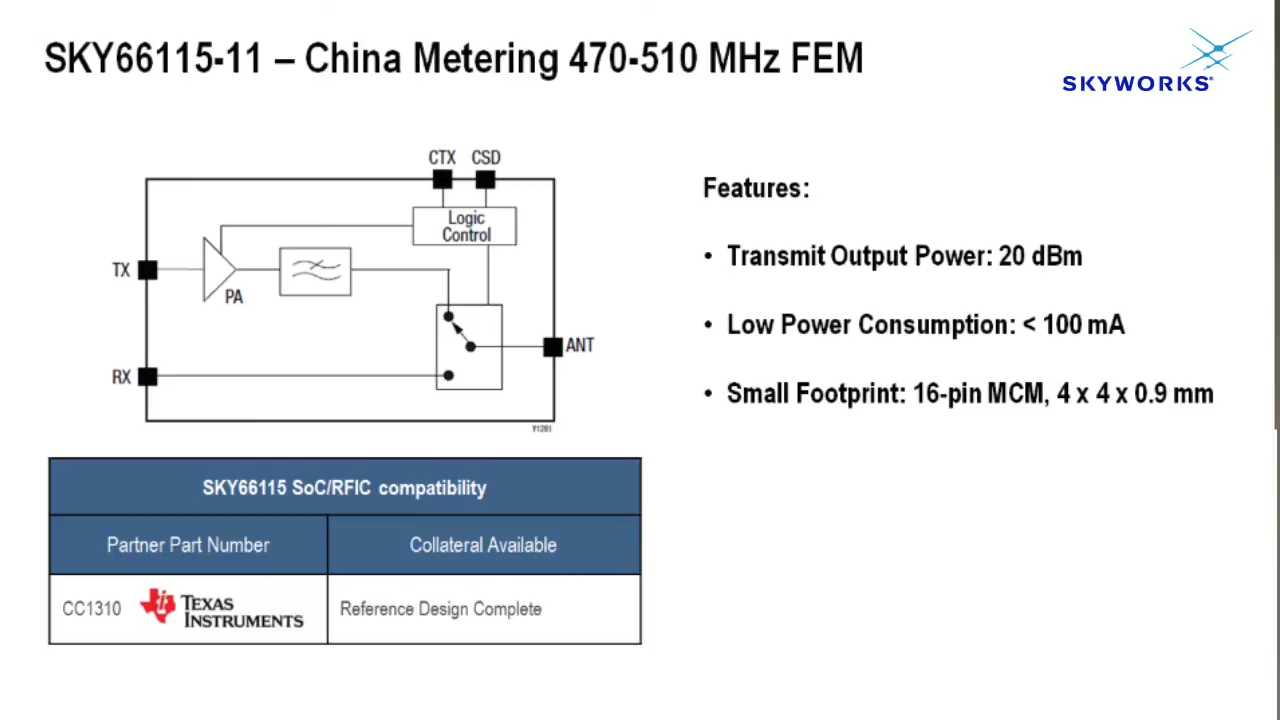 SKY66115-11 – China Metering 470-510 MHz FEM
SKYWORKS®
CTX CSD
Logic
Control
TX
PA
RX
ANT
Y1281
Features:
• Transmit Output Power: 20 dBm
• Low Power Consumption: < 100 mA
• Small Footprint: 16-pin MCM, 4 x 4 x 0.9 mm
SKY66115 SoC/RFIC compatibility
Partner Part Number Collateral Available
CC1310 TEXAS INSTRUMENTS Reference Design Complete